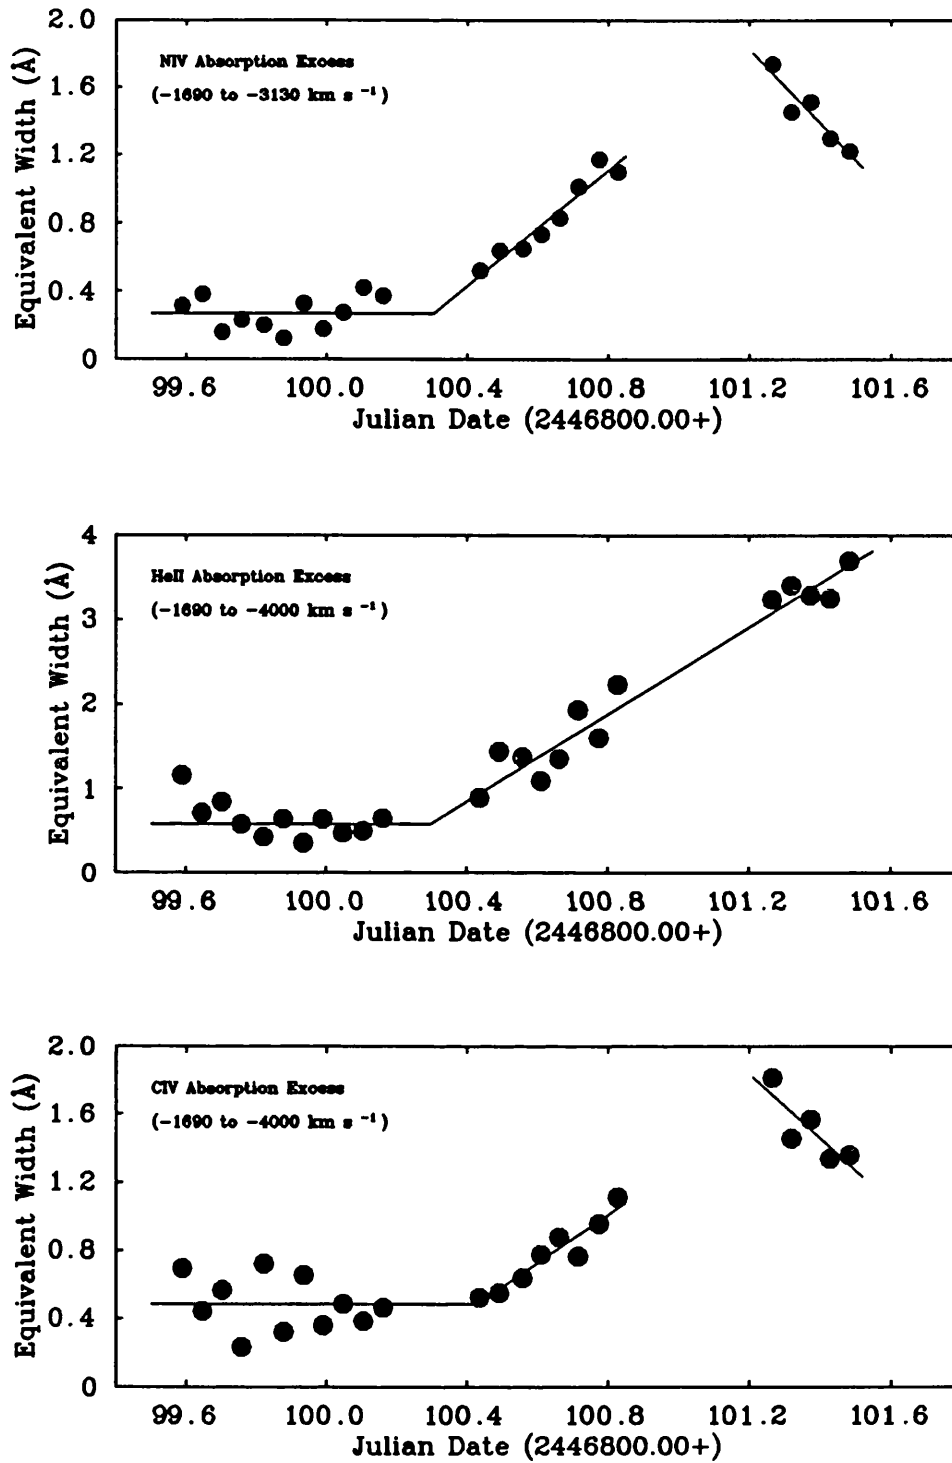 2.0
1.6
1.2
0.8
0.4
0
Equivalent Width (Å)
NIV Absorption Excess
(-1690 to -3130 km s -1)
99.6 100.0 100.4 100.8 101.2 101.6
Julian Date (2446800.00+)
4
3
2
1
0
Equivalent Width (Å)
HeII Absorption Excess
(-1690 to -4000 km s -1)
99.6 100.0 100.4 100.8 101.2 101.6
Julian Date (2446800.00+)
2.0
1.6
1.2
0.8
0.4
0
Equivalent Width (Å)
CIV Absorption Excess
(-1690 to -4000 km s -1)
99.6 100.0 100.4 100.8 101.2 101.6
Julian Date (2446800.00+)